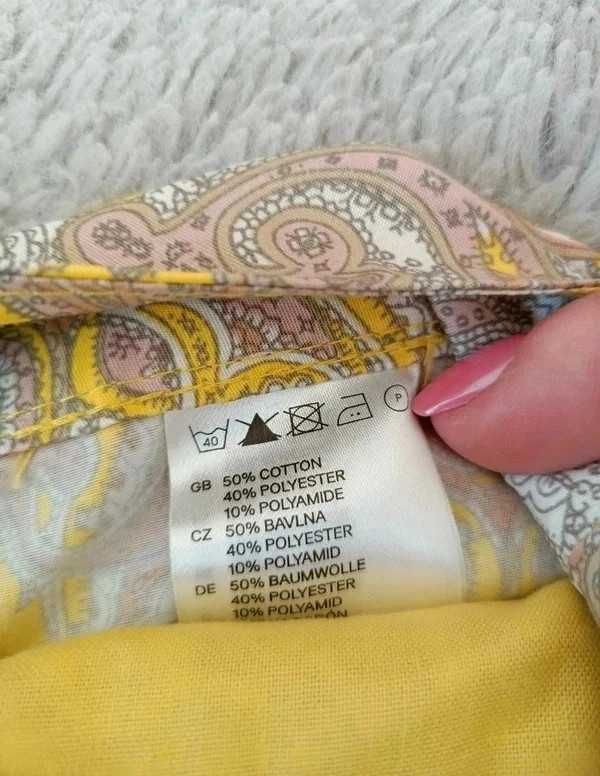 40 P
GB 50% COTTON
40% POLYESTER
10% POLYAMIDE
CZ 50% BAVLNA
40% POLYESTER
10% POLYAMID
DE 50% BAUMWOLLE
40% POLYESTER
10% POLYAMID